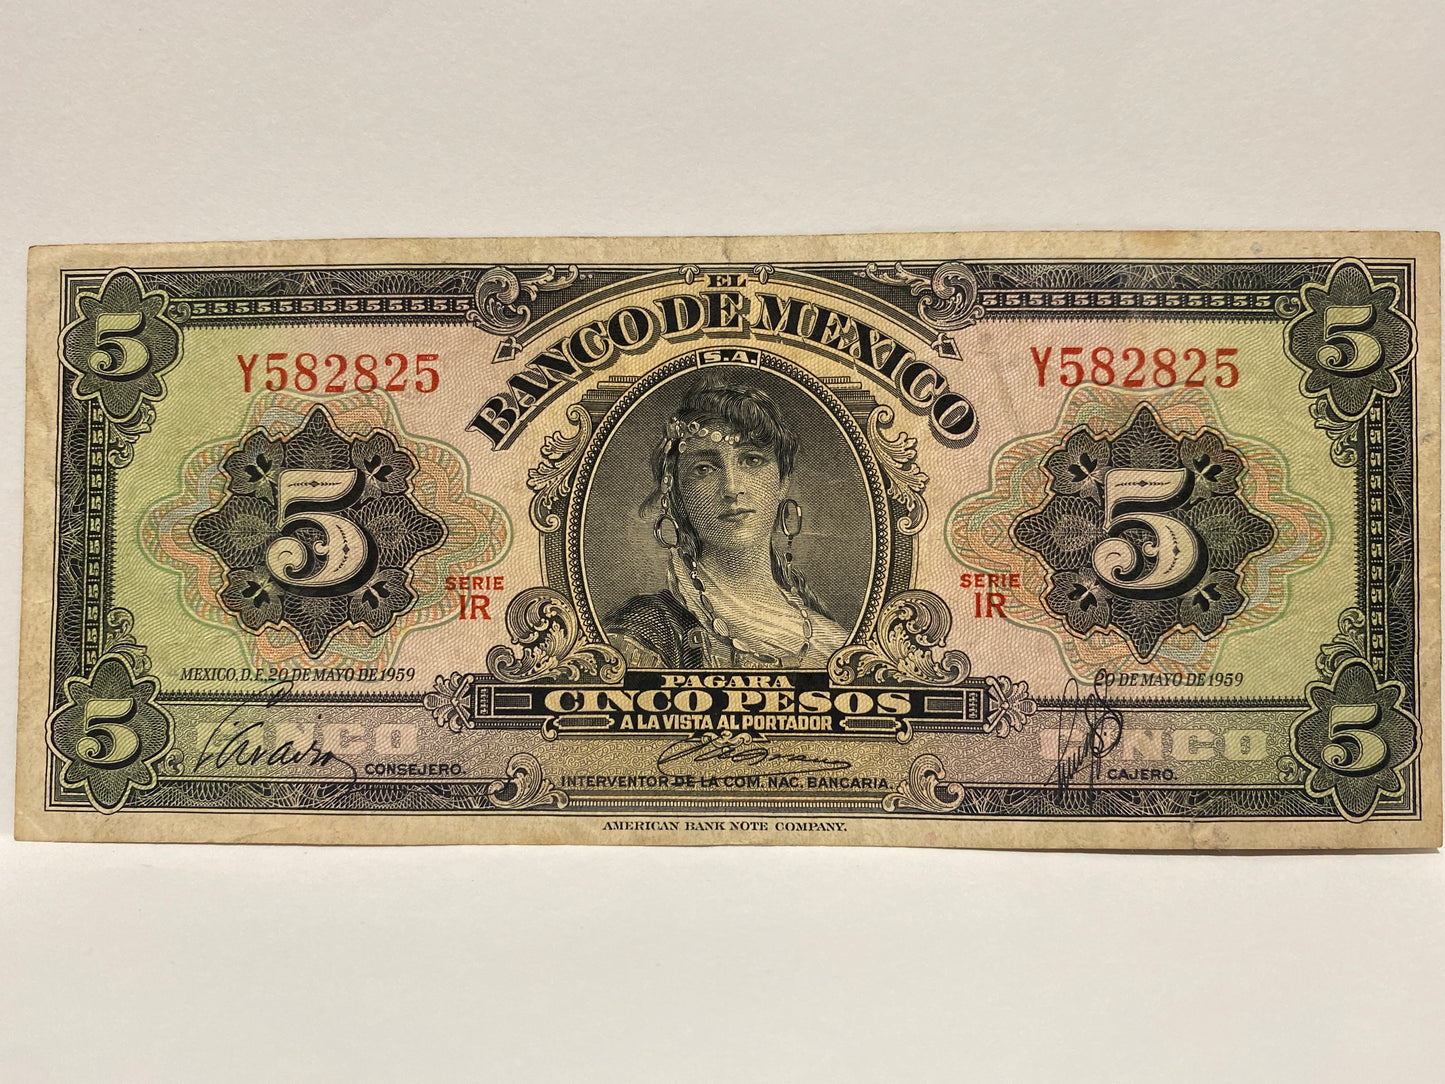 EL
BANCO DE MEXICO
S.A.
5
5
Y582825
Y582825
5
5
SERIE
IR
SERIE
IR
MEXICO, D.F. 20 DE MAYO DE 1959
20 DE MAYO DE 1959
PAGARA
CINCO PESOS
A LA VISTA AL PORTADOR
5
5
CINCO
CINCO
CONSEJERO.
INTERVENTOR DE LA COM. NAC. BANCARIA.
CAJERO.
AMERICAN BANK NOTE COMPANY.